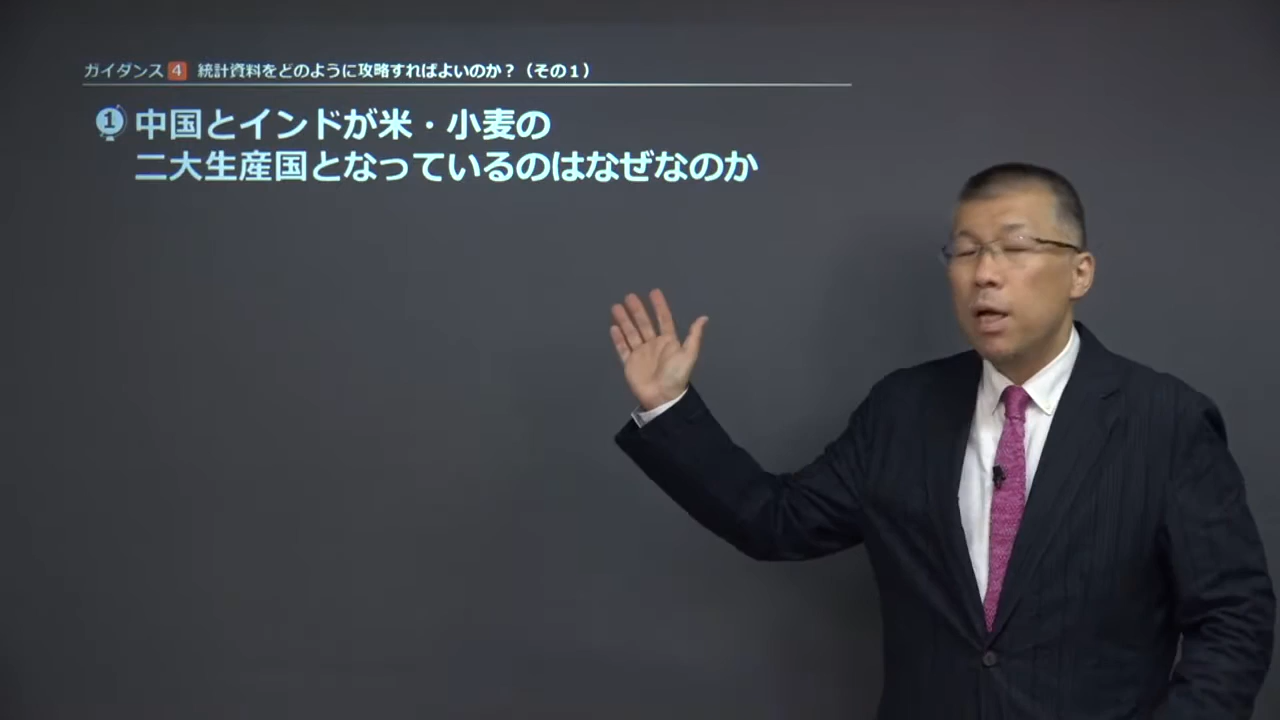 ガイダンス 4 統計資料をどのように攻略すればよいのか?(その1)
1 中国とインドが米・小麦の
二大生産国となっているのはなぜなのか